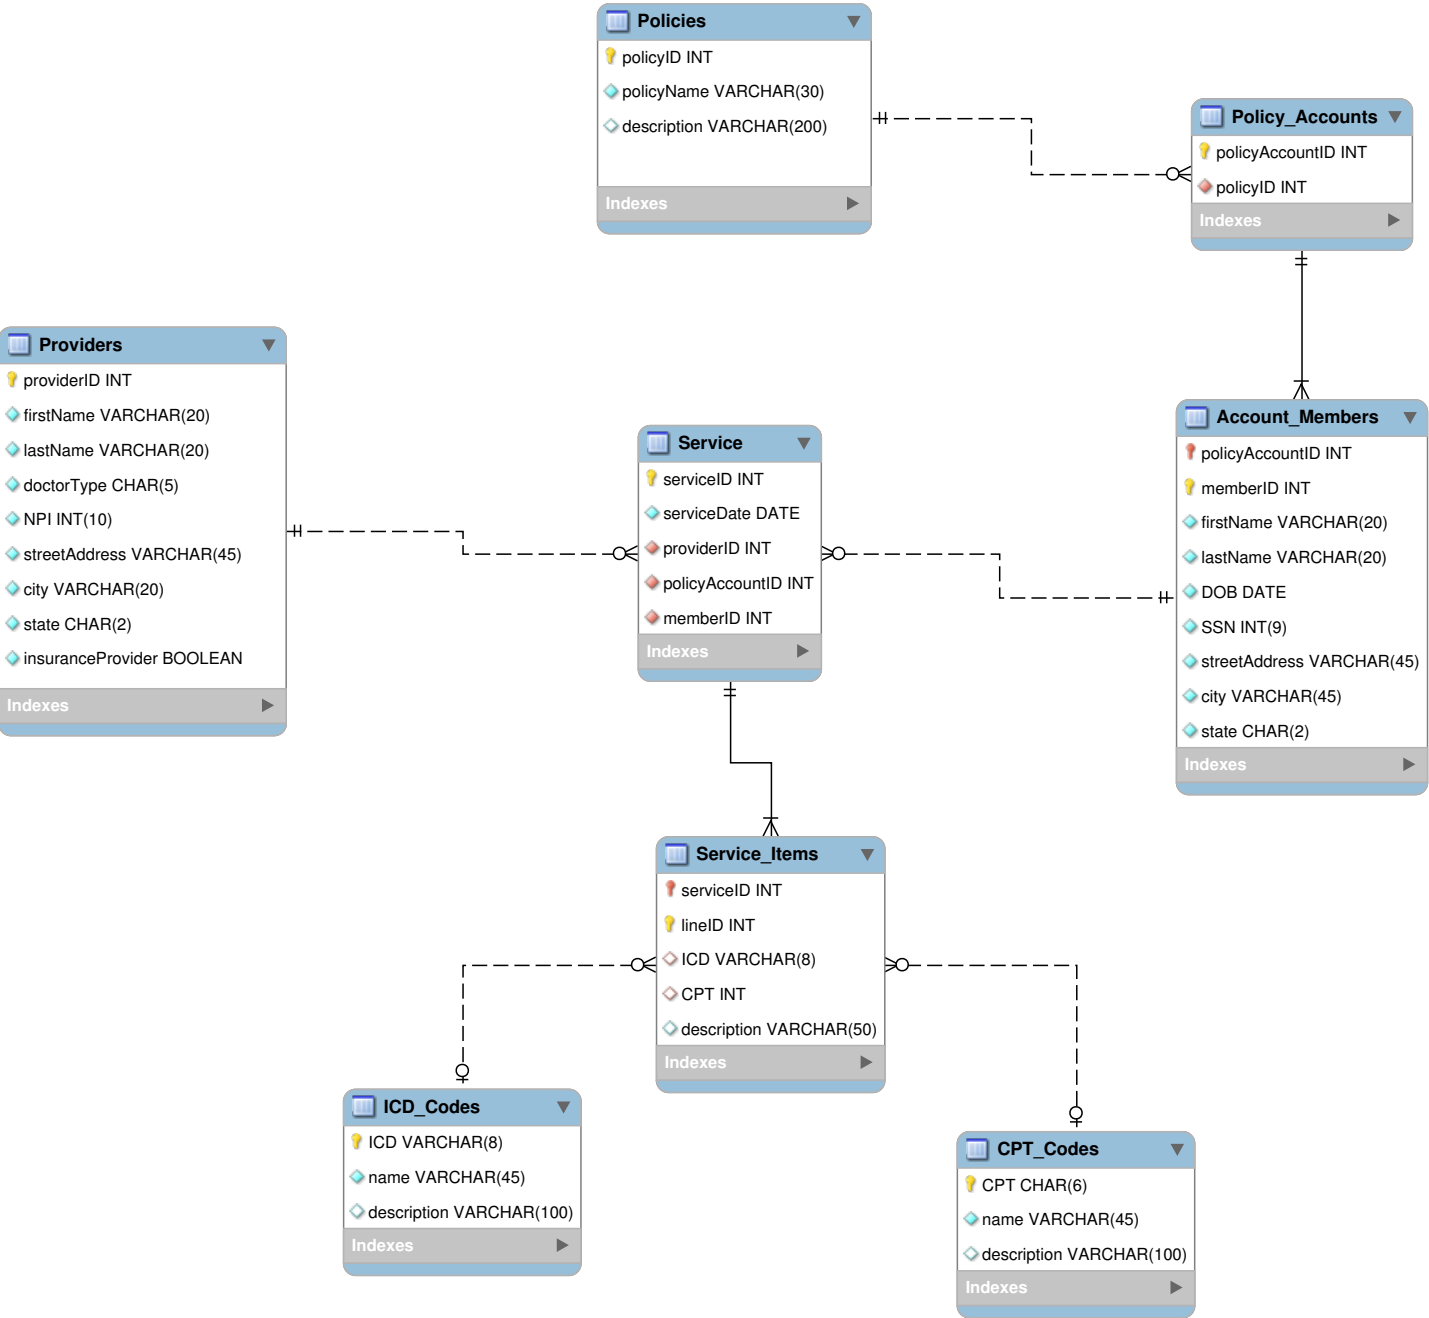 Policies
policyID INT
policyName VARCHAR(30)
description VARCHAR(200)
Indexes
Policy_Accounts
policyAccountID INT
policyID INT
Indexes
Providers
providerID INT
firstName VARCHAR(20)
lastName VARCHAR(20)
doctorType CHAR(5)
NPI INT(10)
streetAddress VARCHAR(45)
city VARCHAR(20)
state CHAR(2)
insuranceProvider BOOLEAN
Indexes
Service
serviceID INT
serviceDate DATE
providerID INT
policyAccountID INT
memberID INT
Indexes
Account_Members
policyAccountID INT
memberID INT
firstName VARCHAR(20)
lastName VARCHAR(20)
DOB DATE
SSN INT(9)
streetAddress VARCHAR(45)
city VARCHAR(45)
state CHAR(2)
Indexes
Service_Items
serviceID INT
lineID INT
ICD VARCHAR(8)
CPT INT
description VARCHAR(50)
Indexes
ICD_Codes
ICD VARCHAR(8)
name VARCHAR(45)
description VARCHAR(100)
Indexes
CPT_Codes
CPT CHAR(6)
name VARCHAR(45)
description VARCHAR(100)
Indexes